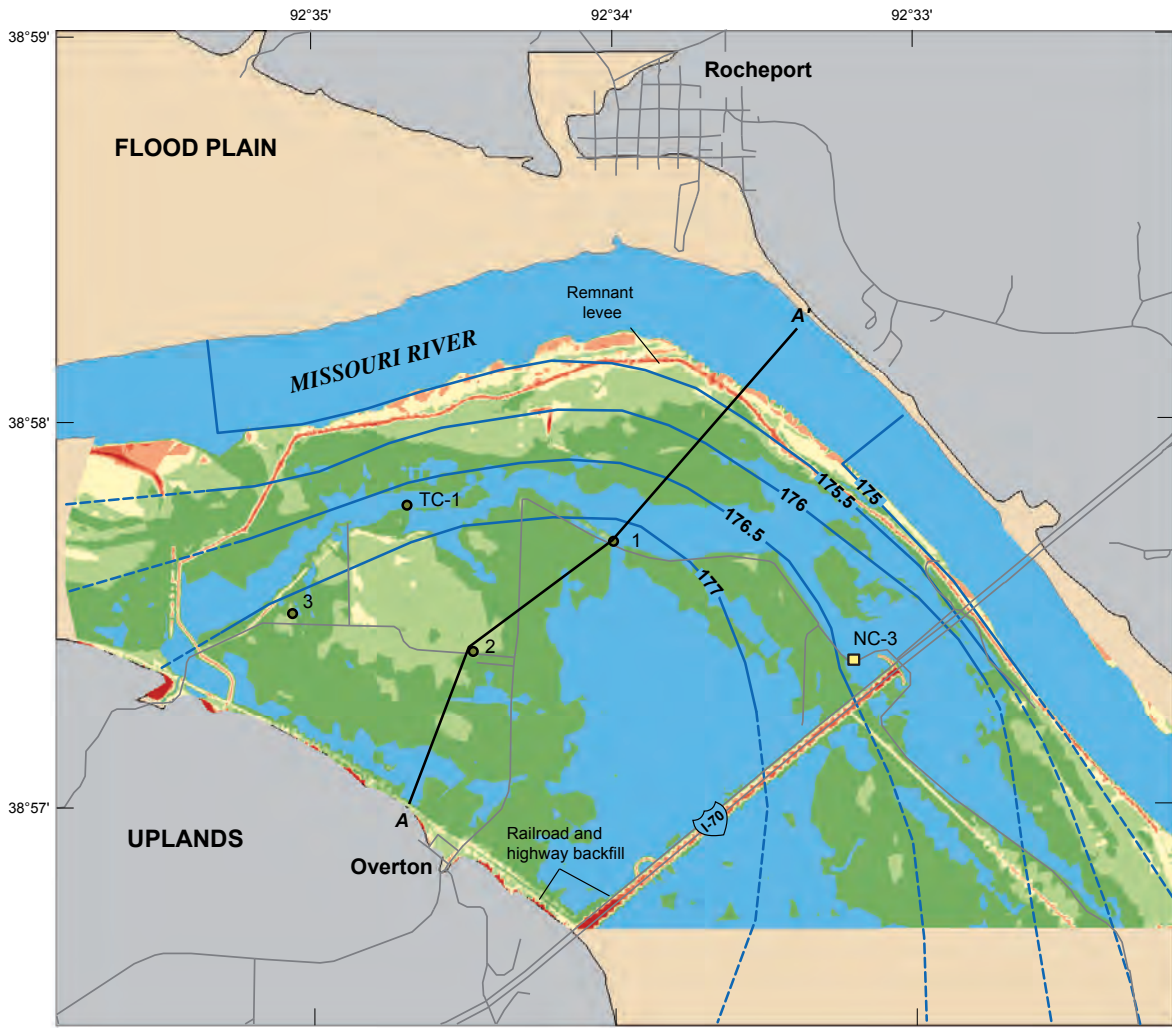 92°35'
92°34'
92°33'
38°59'
Rocheport
FLOOD PLAIN
Remnant
levee
A'
MISSOURI RIVER
38°58'
175
175.5
176
176.5
177
TC-1
1
3
2
NC-3
38°57'
A
I-70
UPLANDS
Overton
Railroad and
highway backfill